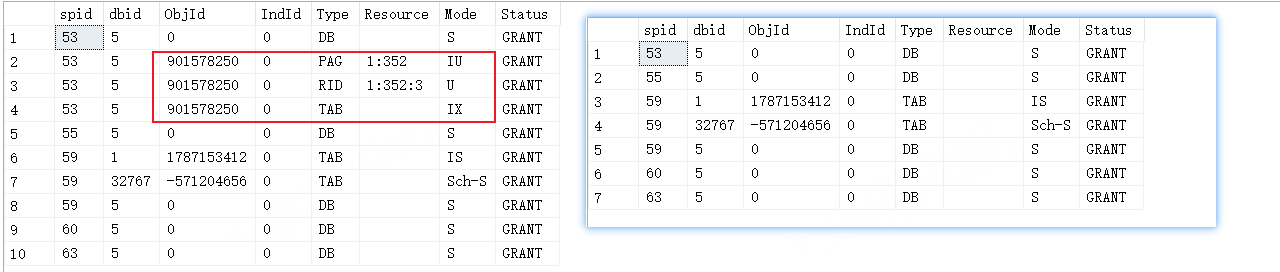 spid dbid ObjId IndId Type Resource Mode Status
1 53 5 0 0 DB S GRANT
2 53 5 901578250 0 PAG 1:352 IU GRANT
3 53 5 901578250 0 RID 1:352:3 U GRANT
4 53 5 901578250 0 TAB IX GRANT
5 55 5 0 0 DB S GRANT
6 59 1 1787153412 0 TAB IS GRANT
7 59 32767 -571204656 0 TAB Sch-S GRANT
8 59 5 0 0 DB S GRANT
9 60 5 0 0 DB S GRANT
10 63 5 0 0 DB S GRANT
spid dbid ObjId IndId Type Resource Mode Status
1 53 5 0 0 DB S GRANT
2 55 5 0 0 DB S GRANT
3 59 1 1787153412 0 TAB IS GRANT
4 59 32767 -571204656 0 TAB Sch-S GRANT
5 59 5 0 0 DB S GRANT
6 60 5 0 0 DB S GRANT
7 63 5 0 0 DB S GRANT